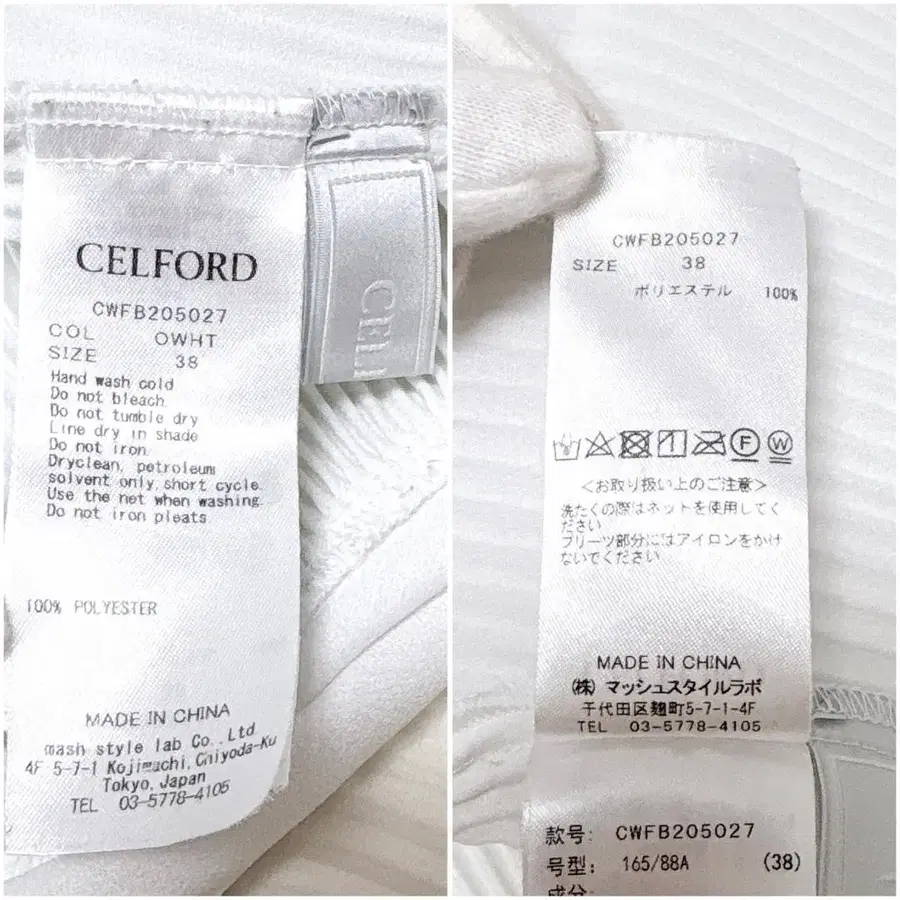 CELFORD
CWFB205027
COL OWHT
SIZE 38
Hand wash cold
Do not bleach
Do not tumble dry
Line dry in shade
Do not iron
Dryclean, petroleum
solvent only, short cycle.
Use the net when washing.
Do not iron pleats
100% POLYESTER
MADE IN CHINA
mash style lab Co., Ltd
4F 5-7-1 Kojimachi, Chiyoda-Ku
Tokyo, Japan
TEL 03-5778-4105
CEL
CWFB205027
SIZE 38
ポリエステル 100%
1
F
W
<お取り扱い上のご注意>
洗たくの際はネットを使用してく
ださい
プリーツ部分にはアイロンをかけ
ないでください
MADE IN CHINA
(株) マッシュスタイルラボ
千代田区麹町5-7-1-4F
TEL 03-5778-4105
款号: CWFB205027
号型: 165/88A (38)
成分: